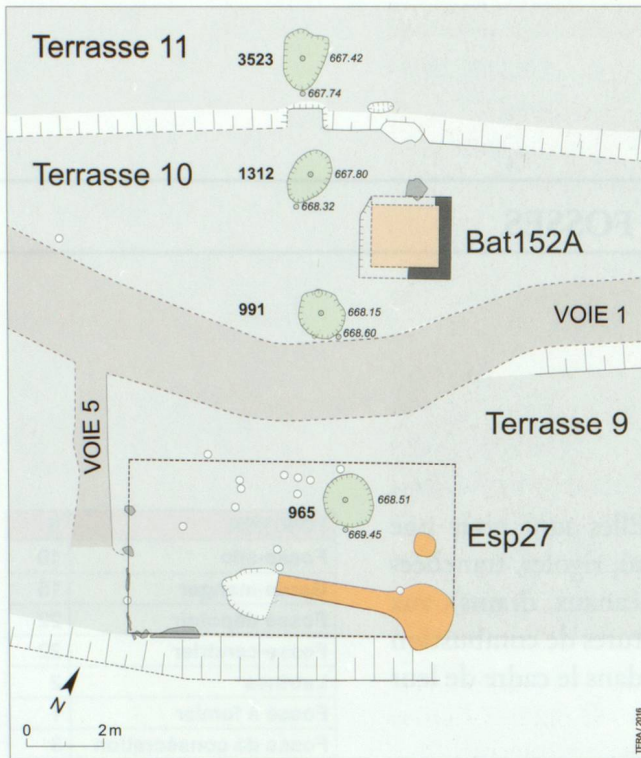 Terrasse 11
3523
667.42
667.74
Terrasse 10
1312
667.80
668.32
Bat152A
991
668.15
668.60
VOIE 1
VOIE 5
Terrasse 9
965
668.51
669.45
Esp27
N
0 2m
TERA / 2016